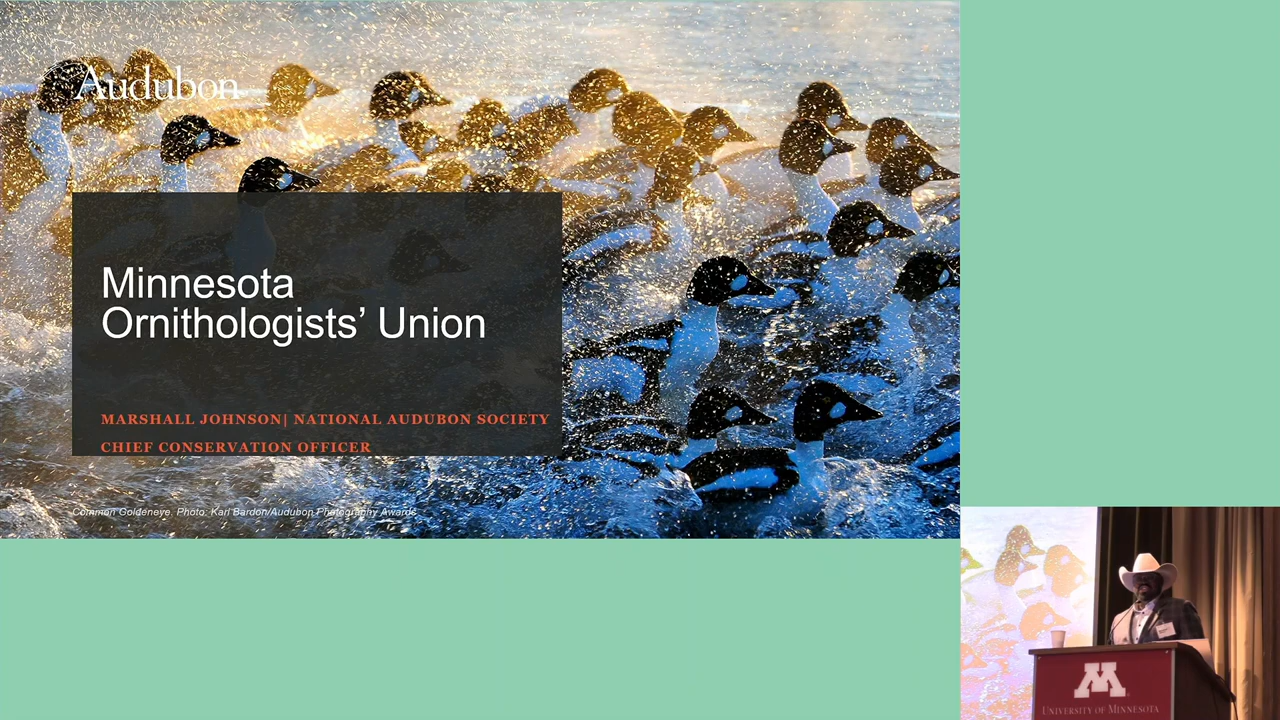 Audubon
Minnesota
Ornithologists’ Union
MARSHALL JOHNSON| NATIONAL AUDUBON SOCIETY
CHIEF CONSERVATION OFFICER
Common Goldeneye. Photo: Karl Bardon/Audubon Photography Awards
M
UNIVERSITY OF MINNESOTA